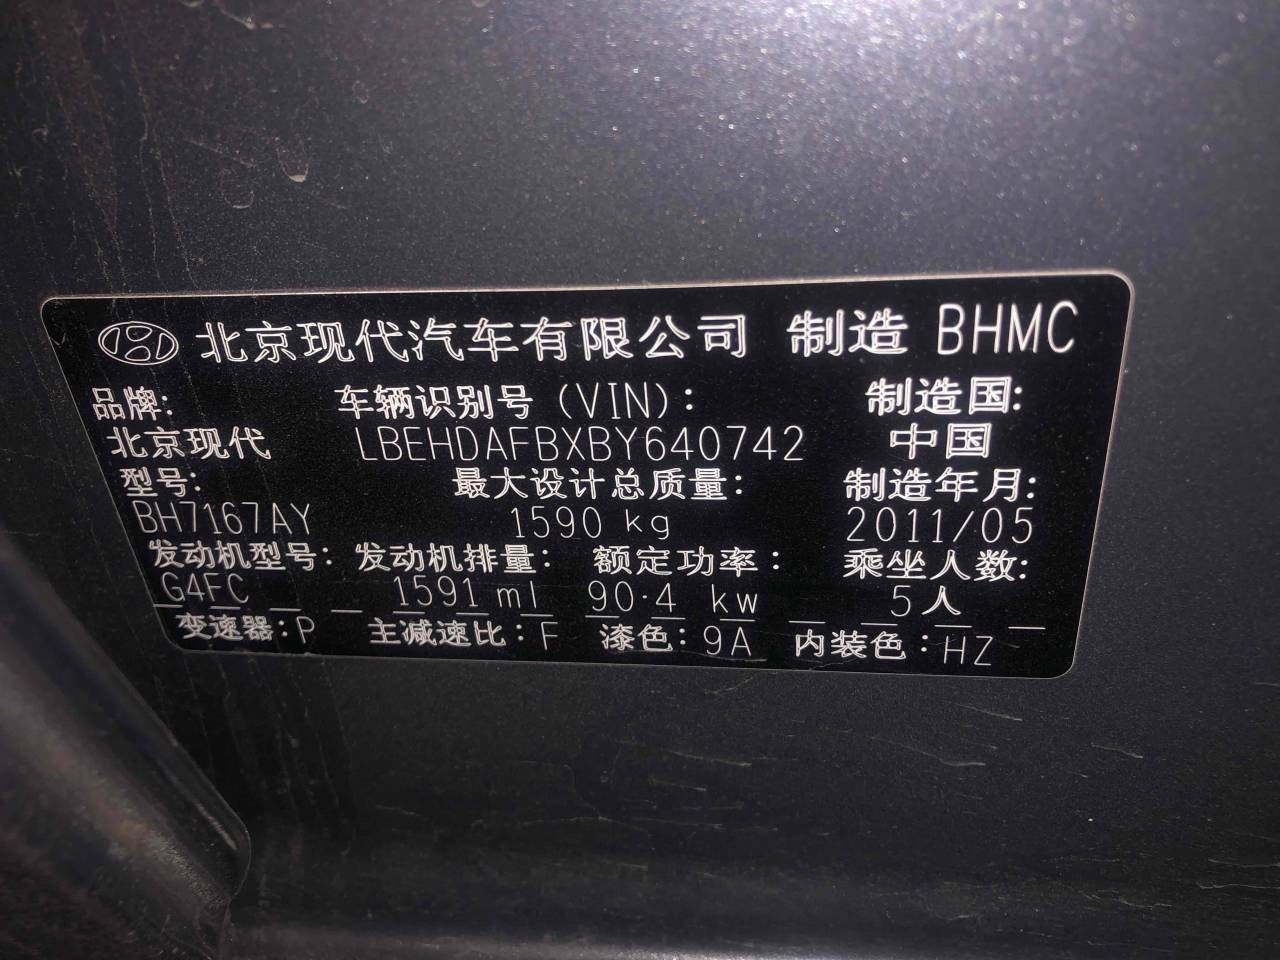 北京现代汽车有限公司 制造 BHMC
品牌: 车辆识别号 (VIN): 制造国:
北京现代 LBEHDAFBXBY640742 中国
型号: 最大设计总质量: 制造年月:
BH7167AY 1590 kg 2011/05
发动机型号: 发动机排量: 额定功率: 乘坐人数:
G4FC 1591 ml 90.4 kw 5人
变速器:P 主减速比:F 漆色:9A 内装色:HZ